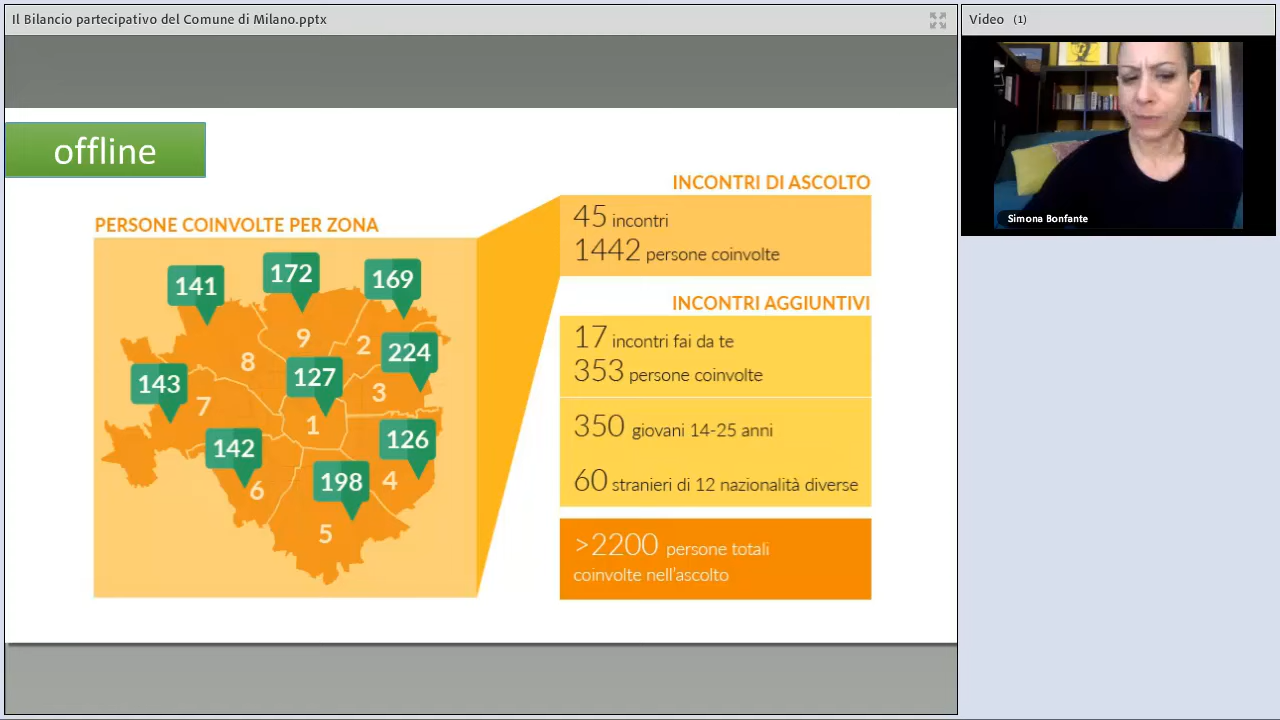 Il Bilancio partecipativo del Comune di Milano.pptx
Video (1)
Simona Bonfante
offline
PERSONE COINVOLTE PER ZONA
141
172
169
224
143
127
142
126
198
9
2
8
3
7
1
6
4
5
INCONTRI DI ASCOLTO
45 incontri
1442 persone coinvolte
INCONTRI AGGIUNTIVI
17 incontri fai da te
353 persone coinvolte
350 giovani 14-25 anni
60 stranieri di 12 nazionalità diverse
>2200 persone totali
coinvolte nell'ascolto